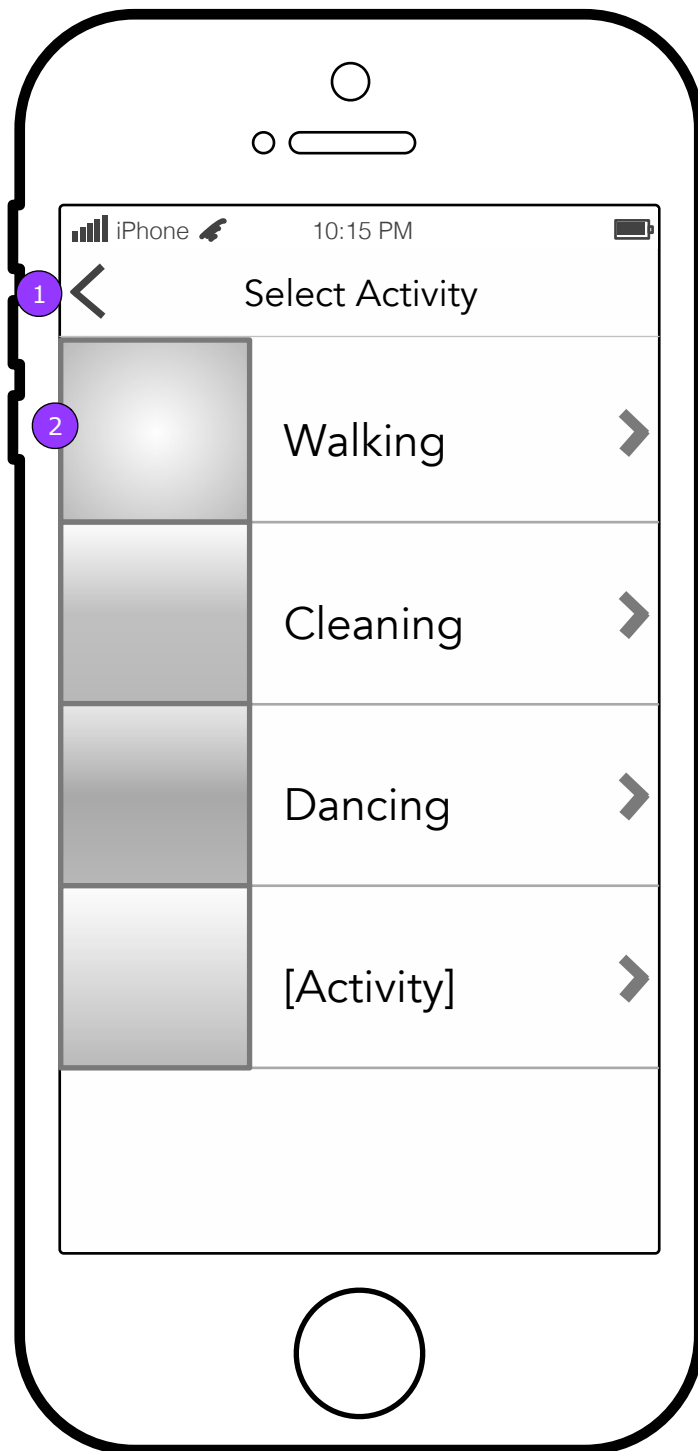 iPhone 10:15 PM
1
Select Activity
2
Walking
Cleaning
Dancing
[Activity]